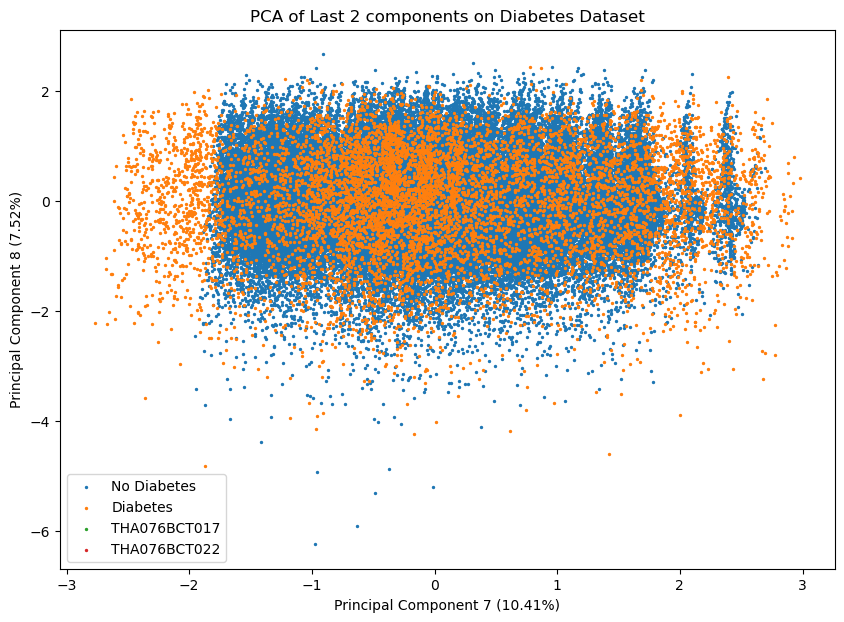 PCA of Last 2 components on Diabetes Dataset
Principal Component 8 (7.52%)
2
0
−2
−4
−6
No Diabetes
Diabetes
THA076BCT017
THA076BCT022
−3
−2
−1
0
1
2
3
Principal Component 7 (10.41%)